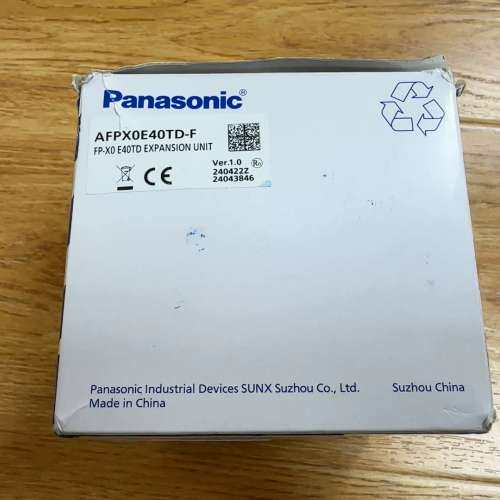 Panasonic
AFPX0E40TD-F
FP-X0 E40TD EXPANSION UNIT
Ver.1.0
240422Z
24043846
CE
Panasonic Industrial Devices SUNX Suzhou Co., Ltd. Suzhou China
Made in China